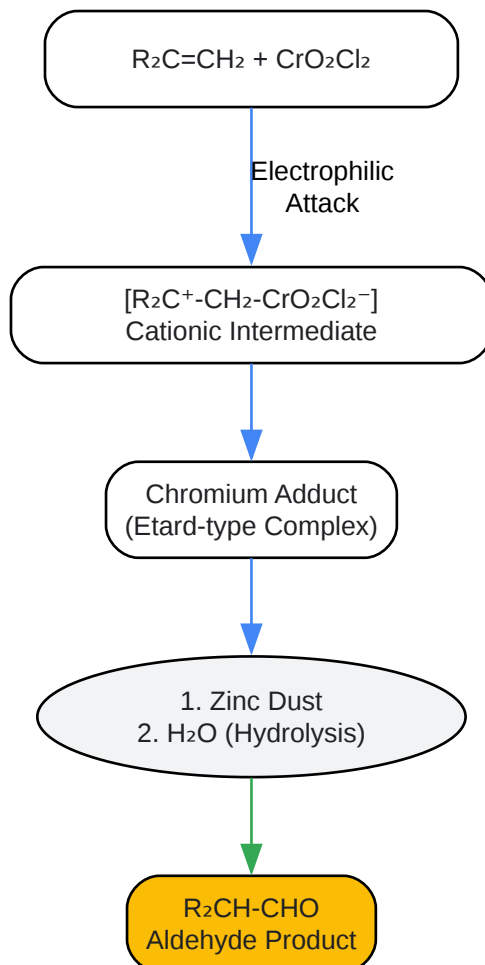 R₂C=CH₂ + CrO₂Cl₂
Electrophilic
Attack
[R₂C⁺-CH₂-CrO₂Cl₂⁻]
Cationic Intermediate
Chromium Adduct
(Etard-type Complex)
1. Zinc Dust
2. H₂O (Hydrolysis)
R₂CH-CHO
Aldehyde Product